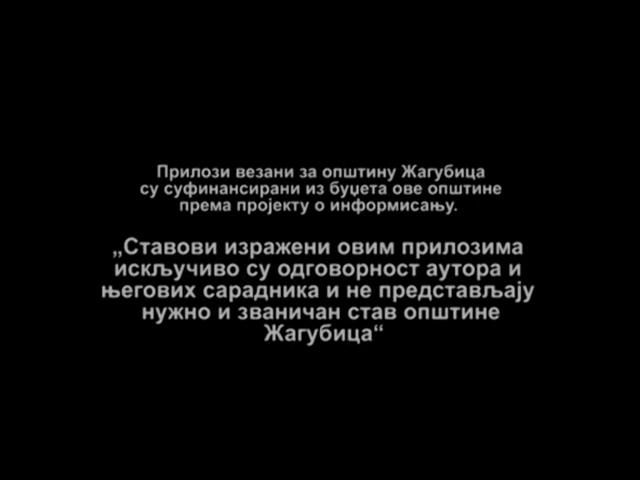 Прилози везани за општину Жагубица
су суфинансирани из буџета ове општине
према пројекту о информисању.
„Ставови изражени овим прилозима
искључиво су одговорност аутора и
његових сарадника и не представљају
нужно и званичан став општине
Жагубица“